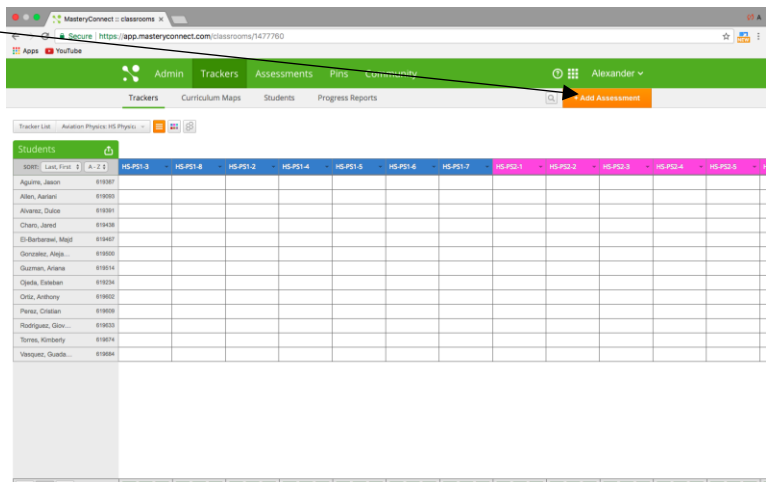 MasteryConnect :: classrooms
Secure https://app.masteryconnect.com/classrooms/1477760
Apps YouTube
Admin Trackers Assessments Pins Community Alexander
Trackers Curriculum Maps Students Progress Reports + Add Assessment
Tracker List Aviation Physics: HS Physic
Students
SORT: Last, First A-Z HS-PS1-3 HS-PS1-8 HS-PS1-2 HS-PS1-4 HS-PS1-5 HS-PS1-6 HS-PS1-7 HS-PS2-1 HS-PS2-2 HS-PS2-3 HS-PS2-4 HS-PS2-5
Aguirre, Jason 619367
Allen, Aariani 619093
Alvarez, Dulce 619391
Charo, Jared 619438
El-Barbarawi, Majd 619457
Gonzalez, Aleja... 619500
Guzman, Ariana 619514
Ojeda, Esteban 619234
Ortiz, Anthony 619602
Perez, Cristian 619609
Rodriguez, Giov... 619633
Torres, Kimberly 619674
Vasquez, Guada... 619684